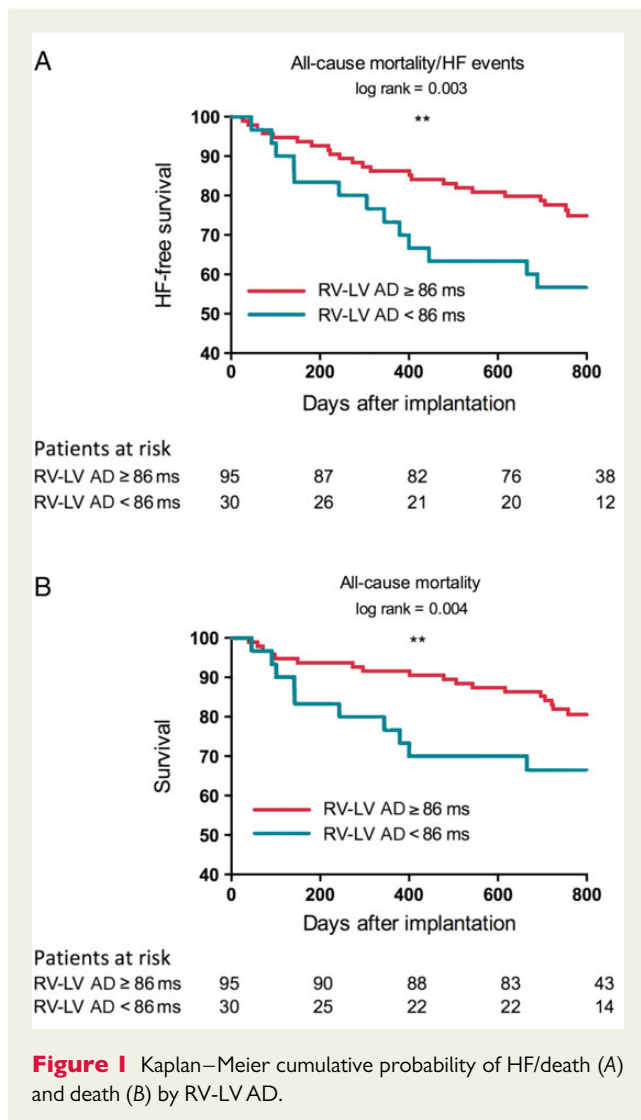 A
All-cause mortality/HF events
log rank = 0.003
**
100
90
80
70
60
50
40
HF-free survival
RV-LV AD ≥ 86 ms
RV-LV AD < 86 ms
0 200 400 600 800
Days after implantation
Patients at risk
RV-LV AD ≥ 86 ms 95 87 82 76 38
RV-LV AD < 86 ms 30 26 21 20 12
B
All-cause mortality
log rank = 0.004
**
100
90
80
70
60
50
40
Survival
RV-LV AD ≥ 86 ms
RV-LV AD < 86 ms
0 200 400 600 800
Days after implantation
Patients at risk
RV-LV AD ≥ 86 ms 95 90 88 83 43
RV-LV AD < 86 ms 30 25 22 22 14
Figure 1 Kaplan–Meier cumulative probability of HF/death (A)
and death (B) by RV-LV AD.